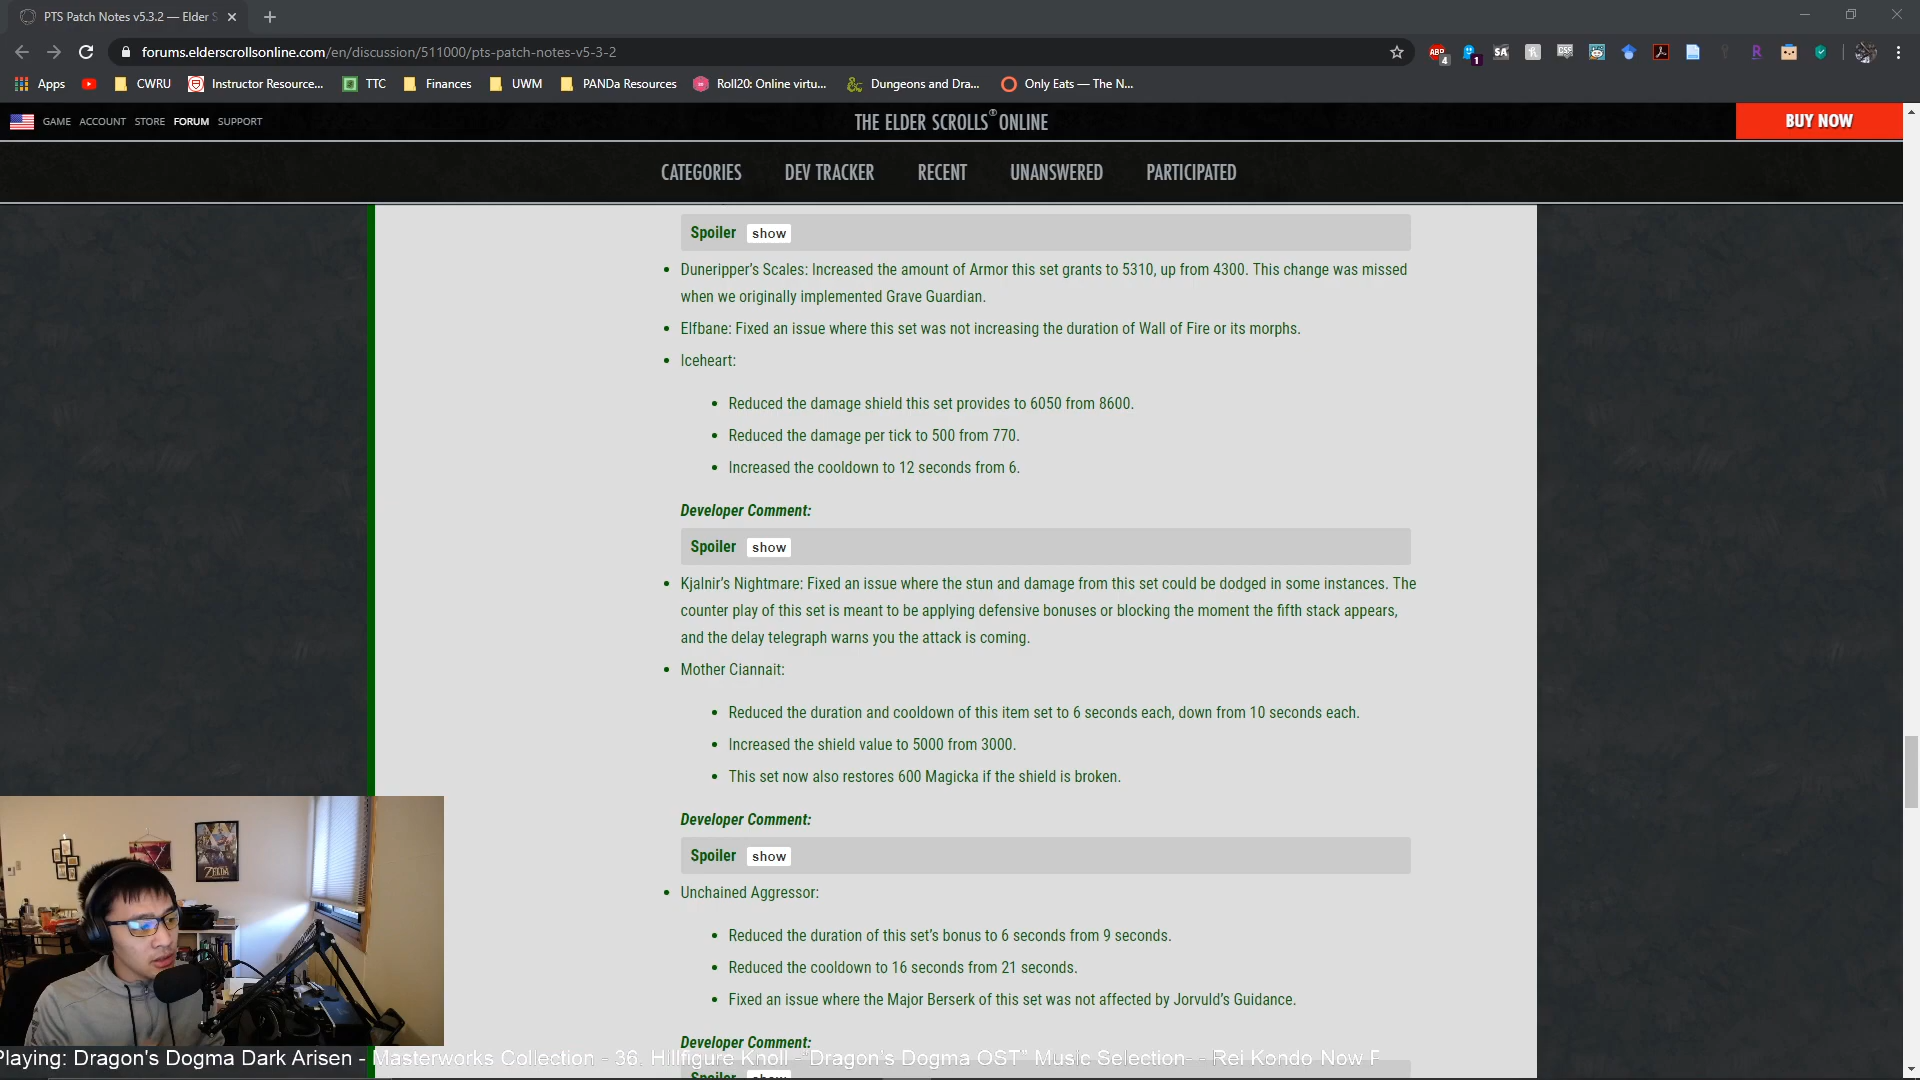 PTS Patch Notes v5.3.2 — Elder S
forums.elderscrollsonline.com/en/discussion/511000/pts-patch-notes-v5-3-2
Apps
CWRU
Instructor Resource...
TTC
Finances
UWM
PANDa Resources
Roll20: Online virtu...
Dungeons and Dra...
Only Eats — The N...
GAME ACCOUNT STORE FORUM SUPPORT
THE ELDER SCROLLS® ONLINE
BUY NOW
CATEGORIES DEV TRACKER RECENT UNANSWERED PARTICIPATED
Spoiler show
• Duneripper's Scales: Increased the amount of Armor this set grants to 5310, up from 4300. This change was missed
when we originally implemented Grave Guardian.
• Elfbane: Fixed an issue where this set was not increasing the duration of Wall of Fire or its morphs.
• Iceheart:
• Reduced the damage shield this set provides to 6050 from 8600.
• Reduced the damage per tick to 500 from 770.
• Increased the cooldown to 12 seconds from 6.
Developer Comment:
Spoiler show
• Kjalnir's Nightmare: Fixed an issue where the stun and damage from this set could be dodged in some instances. The
counter play of this set is meant to be applying defensive bonuses or blocking the moment the fifth stack appears,
and the delay telegraph warns you the attack is coming.
• Mother Ciannait:
• Reduced the duration and cooldown of this item set to 6 seconds each, down from 10 seconds each.
• Increased the shield value to 5000 from 3000.
• This set now also restores 600 Magicka if the shield is broken.
Developer Comment:
Spoiler show
• Unchained Aggressor:
• Reduced the duration of this set's bonus to 6 seconds from 9 seconds.
• Reduced the cooldown to 16 seconds from 21 seconds.
• Fixed an issue where the Major Berserk of this set was not affected by Jorvuld's Guidance.
Developer Comment:
Spoiler show
ZELDA
Playing: Dragon's Dogma Dark Arisen - Masterworks Collection - 36. Hillfigure Knoll -"Dragon's Dogma OST" Music Selection- - Rei Kondo Now P